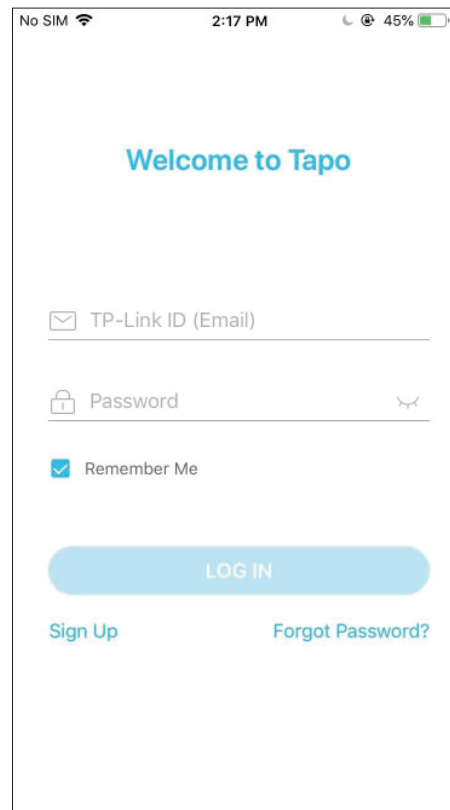 No SIM 2:17 PM 45%
Welcome to Tapo
TP-Link ID (Email)
Password
Remember Me
LOG IN
Sign Up Forgot Password?